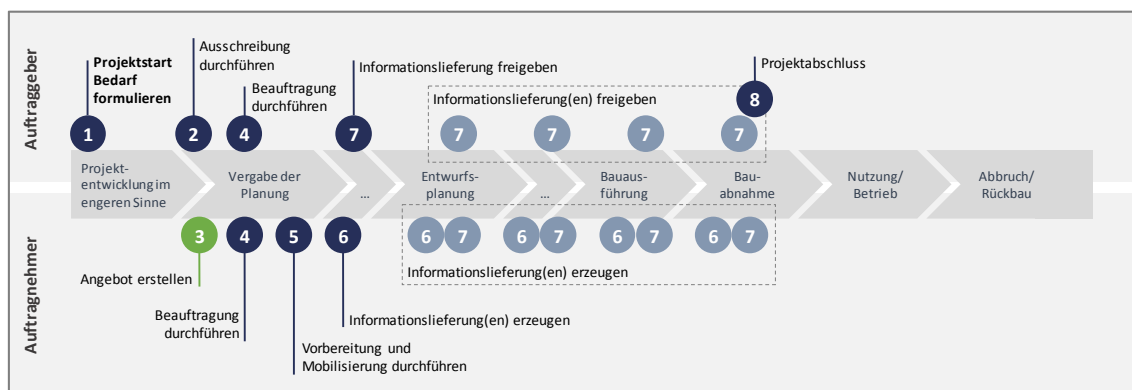 Auftraggeber
Projektstart
Bedarf
formulieren
1
Ausschreibung
durchführen
2
Beauftragung
durchführen
4
Informationslieferung freigeben
7
Informationslieferung(en) freigeben
7
7
7
7
Projektabschluss
8
Projekt-
entwicklung im
engeren Sinne
Vergabe der
Planung
...
Entwurfs-
planung
...
Bauaus-
führung
Bau-
abnahme
Nutzung/
Betrieb
Abbruch/
Rückbau
Auftragnehmer
3
Angebot erstellen
4
Beauftragung
durchführen
5
Vorbereitung und
Mobilisierung durchführen
6
Informationslieferung(en) erzeugen
6 7
6 7
6 7
6 7
Informationslieferung(en) erzeugen